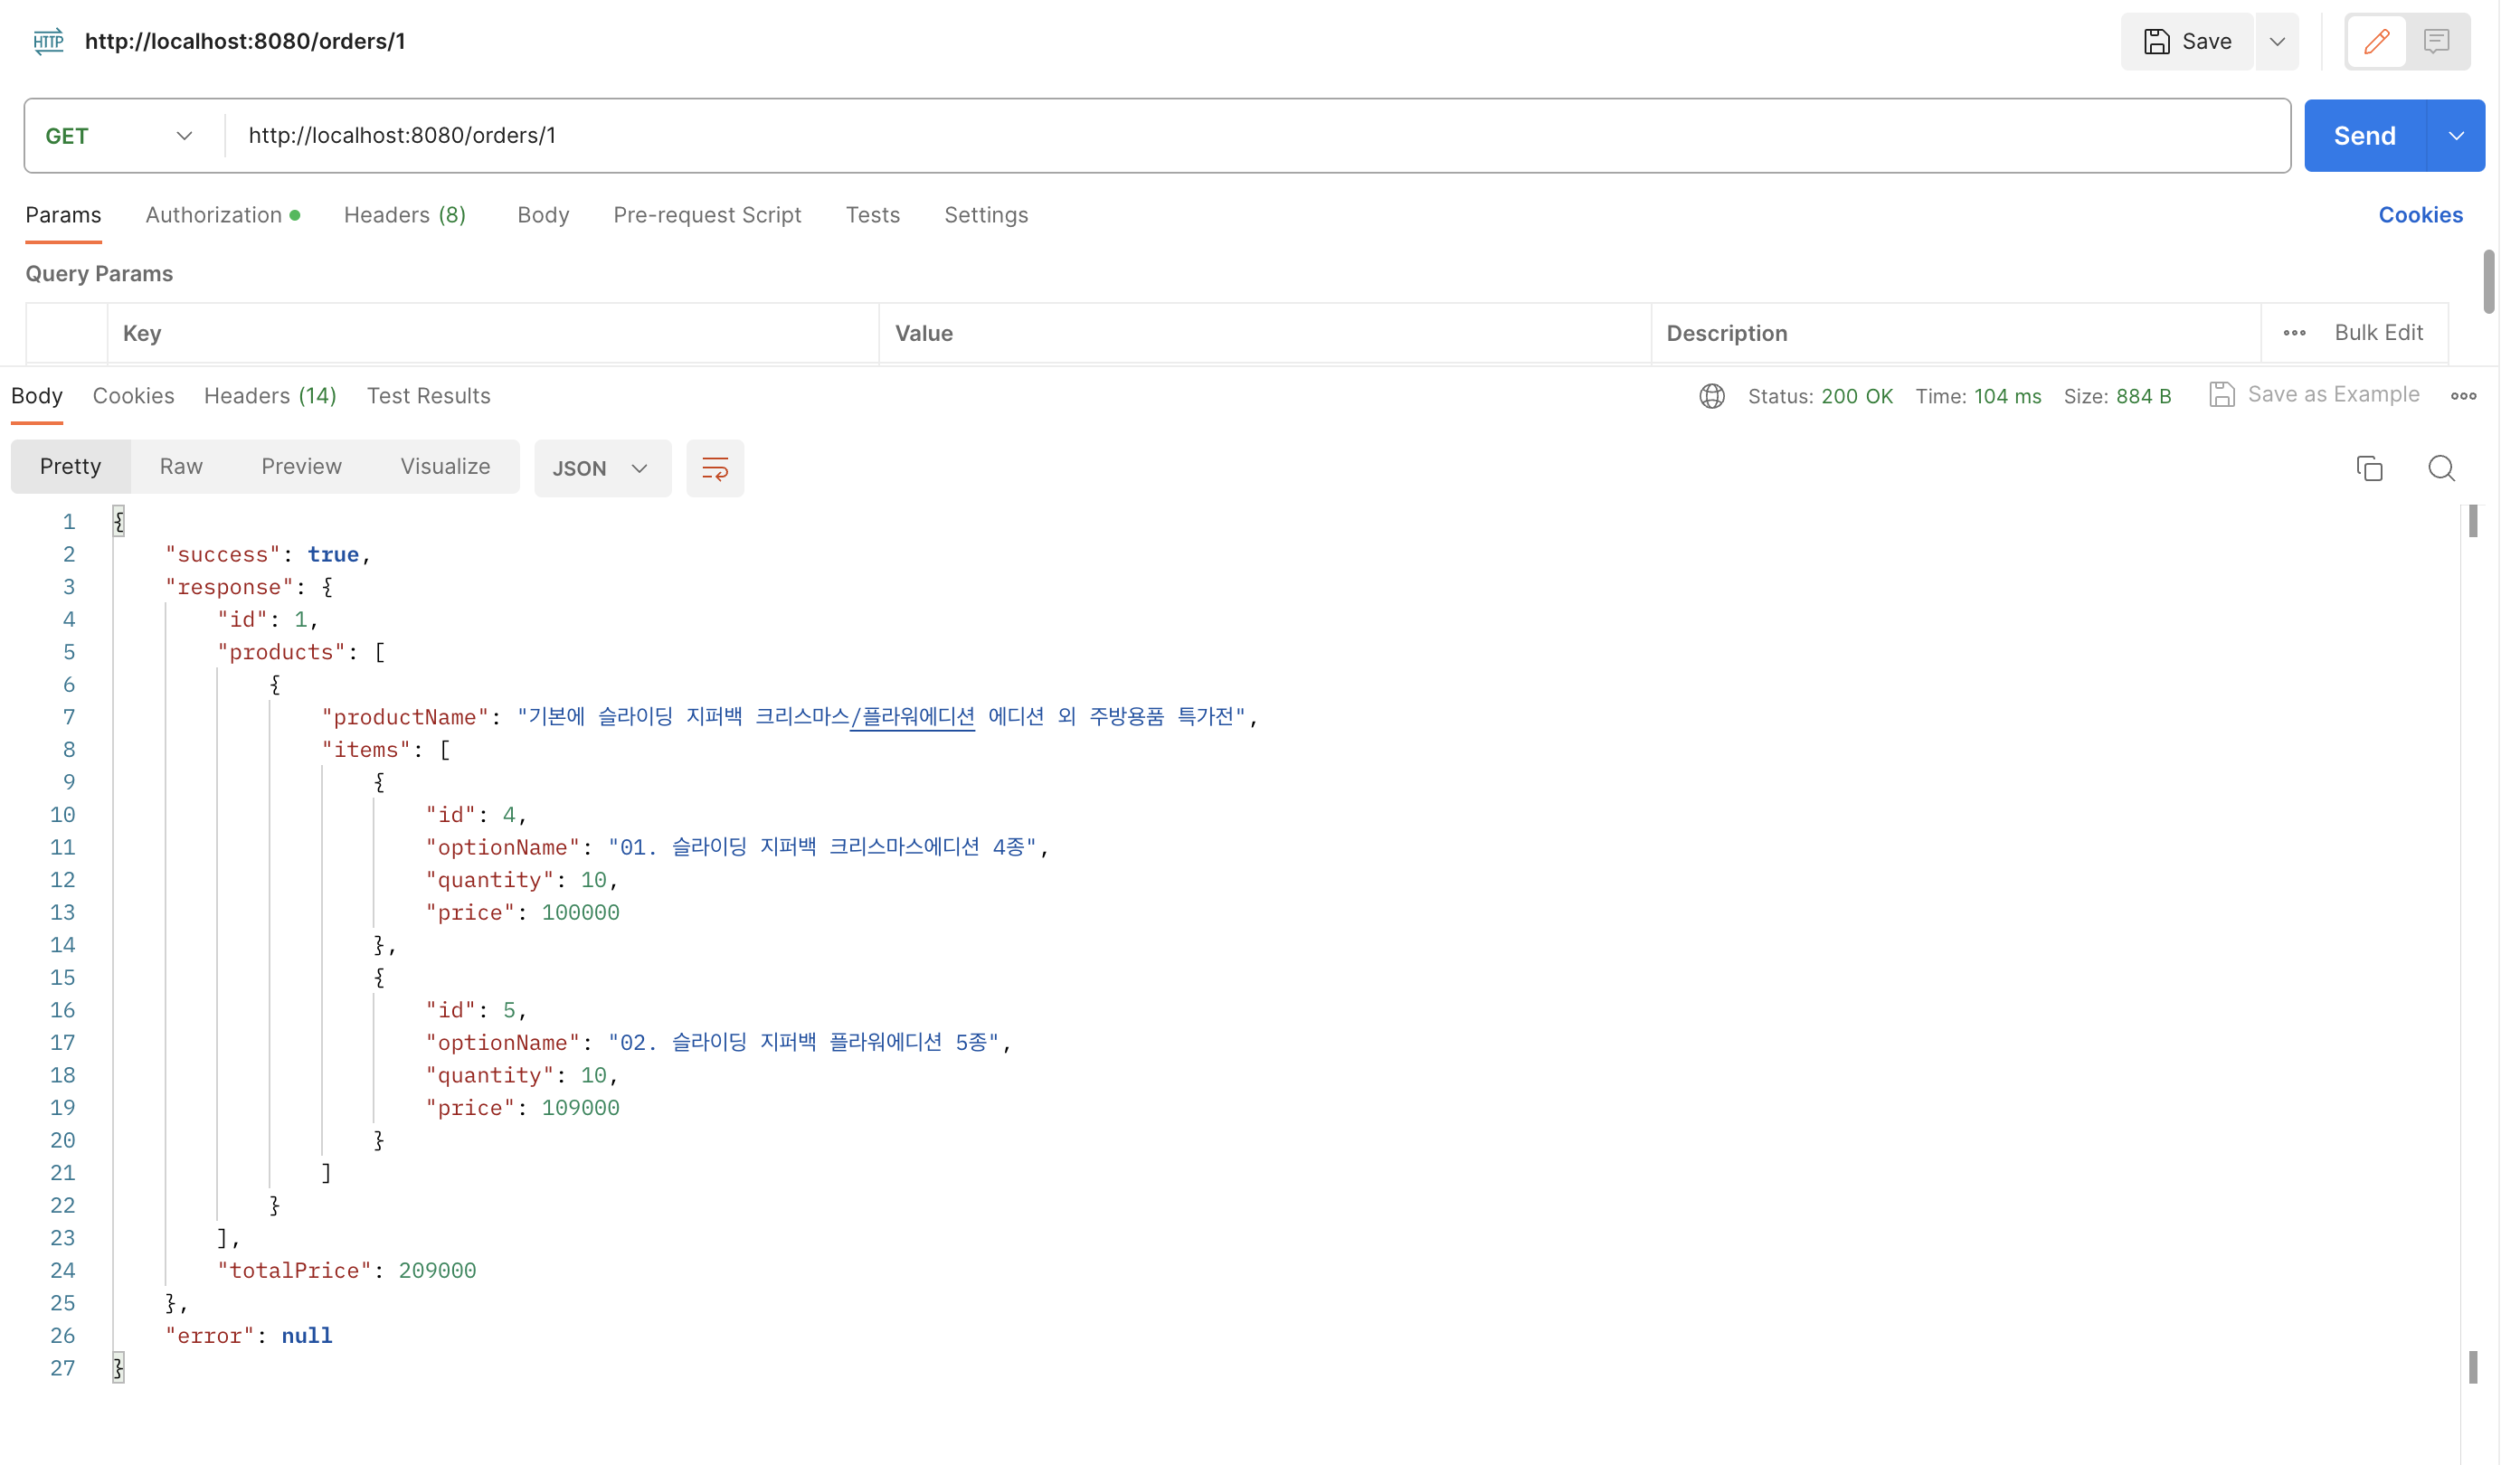 HTTP http://localhost:8080/orders/1 Save
GET http://localhost:8080/orders/1 Send
Params Authorization Headers (8) Body Pre-request Script Tests Settings Cookies
Query Params
Key Value Description Bulk Edit
Body Cookies Headers (14) Test Results Status: 200 OK Time: 104 ms Size: 884 B Save as Example
Pretty Raw Preview Visualize JSON
1 {
2 "success": true,
3 "response": {
4 "id": 1,
5 "products": [
6 {
7 "productName": "기본에 슬라이딩 지퍼백 크리스마스/플라워에디션 에디션 외 주방용품 특가전",
8 "items": [
9 {
10 "id": 4,
11 "optionName": "01. 슬라이딩 지퍼백 크리스마스에디션 4종",
12 "quantity": 10,
13 "price": 100000
14 },
15 {
16 "id": 5,
17 "optionName": "02. 슬라이딩 지퍼백 플라워에디션 5종",
18 "quantity": 10,
19 "price": 109000
20 }
21 ]
22 }
23 ],
24 "totalPrice": 209000
25 },
26 "error": null
27 }